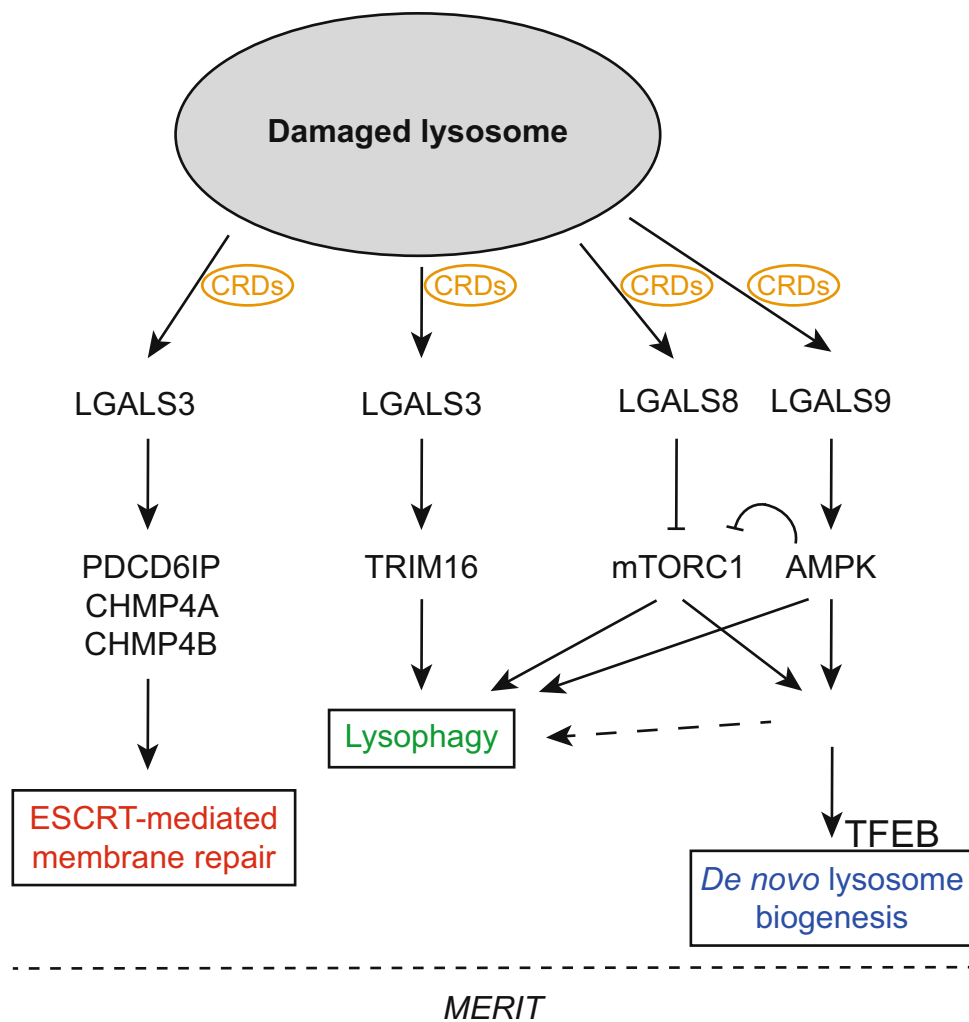 Damaged lysosome
CRDs
CRDs
CRDs
CRDs
LGALS3
LGALS3
LGALS8
LGALS9
PDCD6IP
CHMP4A
CHMP4B
TRIM16
mTORC1
AMPK
Lysophagy
ESCRT-mediated
membrane repair
TFEB
De novo lysosome
biogenesis
MERIT